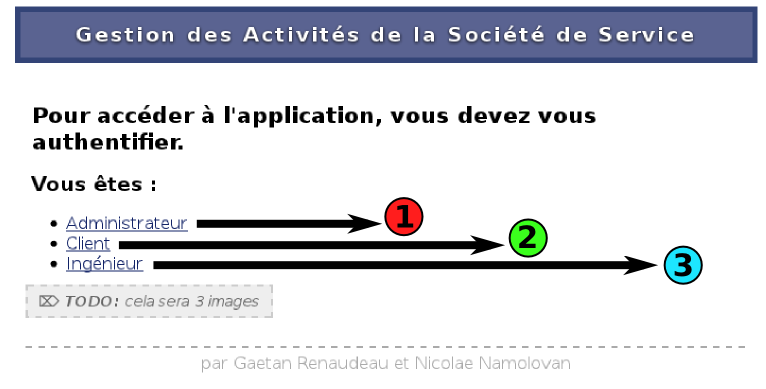 Gestion des Activités de la Société de Service
Pour accéder à l'application, vous devez vous
authentifier.
Vous êtes :
• Administrateur 1
• Client 2
• Ingénieur 3
⌦ TODO: cela sera 3 images
par Gaetan Renaudeau et Nicolae Namolovan